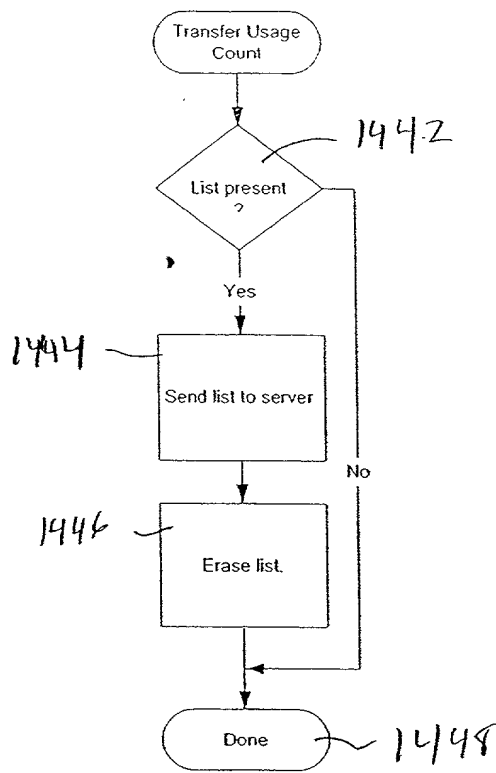 Transfer Usage
Count
1442
List present
?
Yes
1444
Send list to server
No
1446
Erase list.
Done
1448